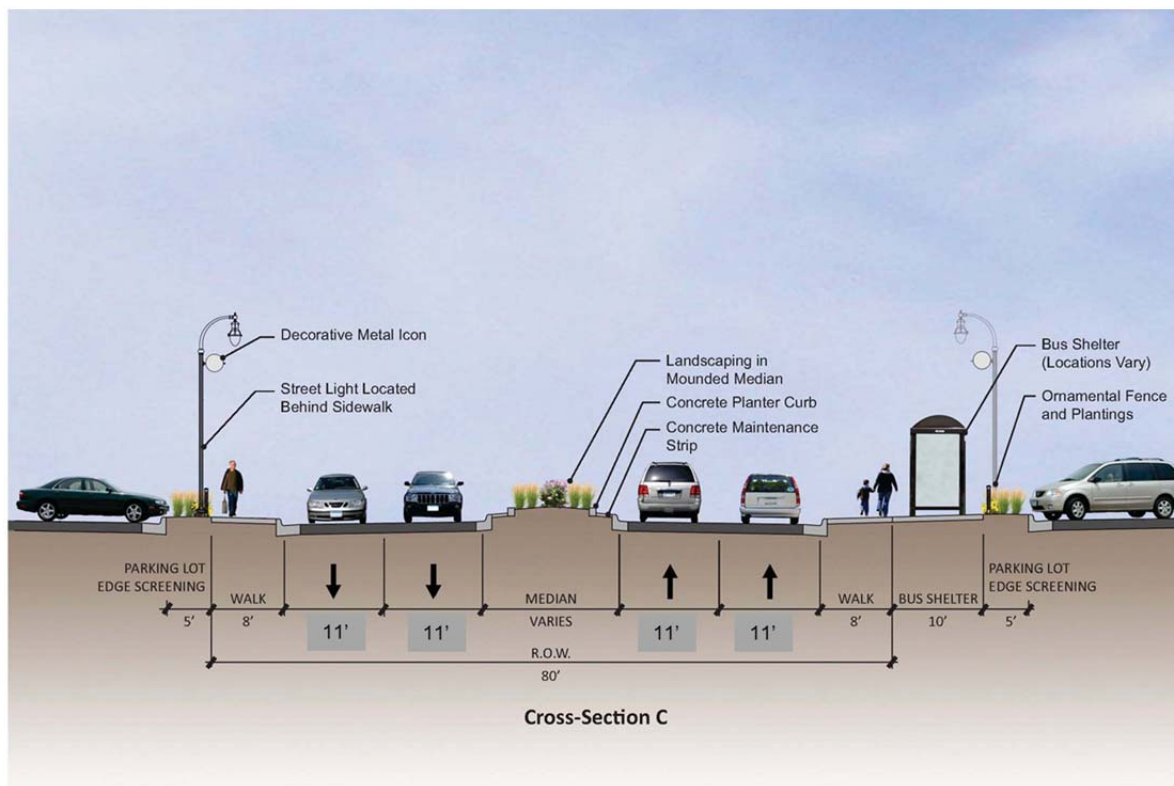 Decorative Metal Icon
Street Light Located
Behind Sidewalk
Landscaping in
Mounded Median
Concrete Planter Curb
Concrete Maintenance
Strip
Bus Shelter
(Locations Vary)
Ornamental Fence
and Plantings
PARKING LOT
EDGE SCREENING
5'
WALK
8'
11'
11'
MEDIAN
VARIES
11'
11'
WALK
8'
BUS SHELTER
10'
PARKING LOT
EDGE SCREENING
5'
R.O.W.
80'
Cross-Section C